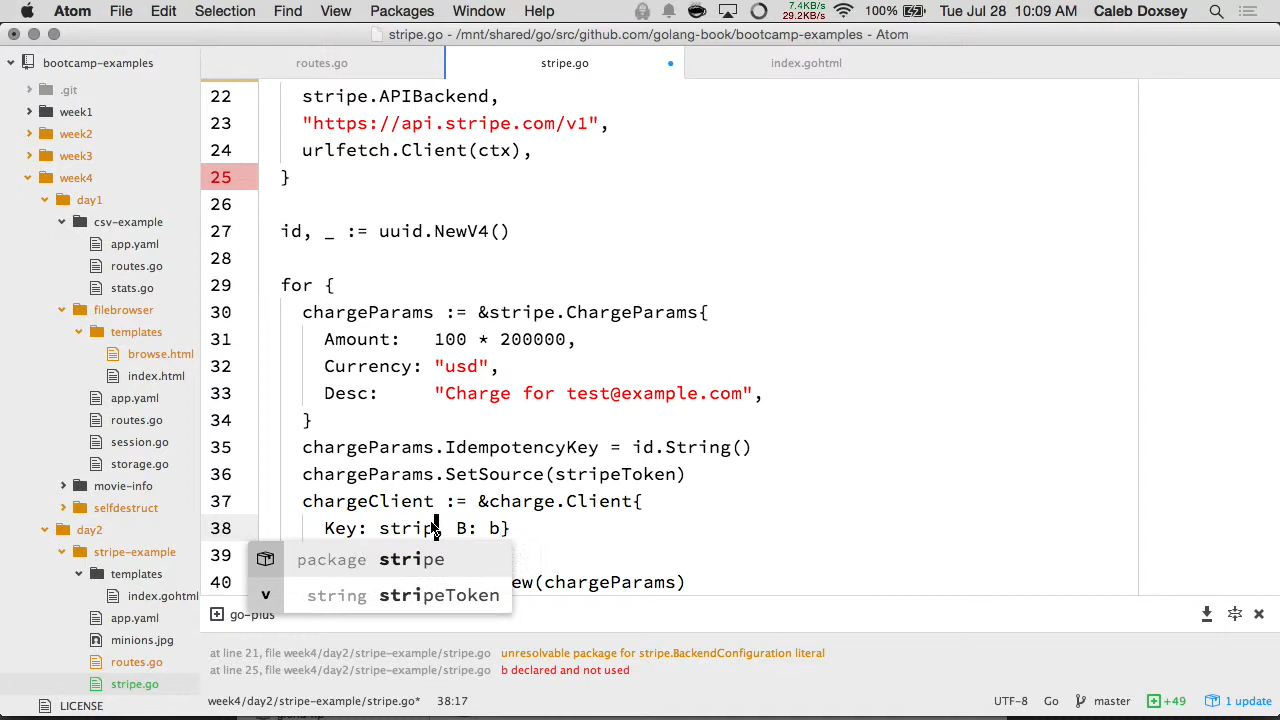 Atom File Edit Selection Find View Packages Window Help 7.4KB/s 29.2KB/s 100% Tue Jul 28 10:09 AM Caleb Doxsey
stripe.go - /mnt/shared/go/src/github.com/golang-book/bootcamp-examples - Atom
bootcamp-examples
.git
week1
week2
week3
week4
day1
csv-example
app.yaml
routes.go
stats.go
filebrowser
templates
browse.html
index.html
app.yaml
routes.go
session.go
storage.go
movie-info
selfdestruct
day2
stripe-example
templates
index.gohtml
app.yaml
minions.jpg
routes.go
stripe.go
LICENSE
routes.go stripe.go index.gohtml
22 stripe.APIBackend,
23 "https://api.stripe.com/v1",
24 urlfetch.Client(ctx),
25 }
26
27 id, _ := uuid.NewV4()
28
29 for {
30 chargeParams := &stripe.ChargeParams{
31 Amount: 100 * 200000,
32 Currency: "usd",
33 Desc: "Charge for test@example.com",
34 }
35 chargeParams.IdempotencyKey = id.String()
36 chargeParams.SetSource(stripeToken)
37 chargeClient := &charge.Client{
38 Key: strip B: b}
39
40 ew(chargeParams)
package stripe
v string stripeToken
go-plus
at line 21, file week4/day2/stripe-example/stripe.go unresolvable package for stripe.BackendConfiguration literal
at line 25, file week4/day2/stripe-example/stripe.go b declared and not used
week4/day2/stripe-example/stripe.go* 38:17 UTF-8 Go master +49 1 update